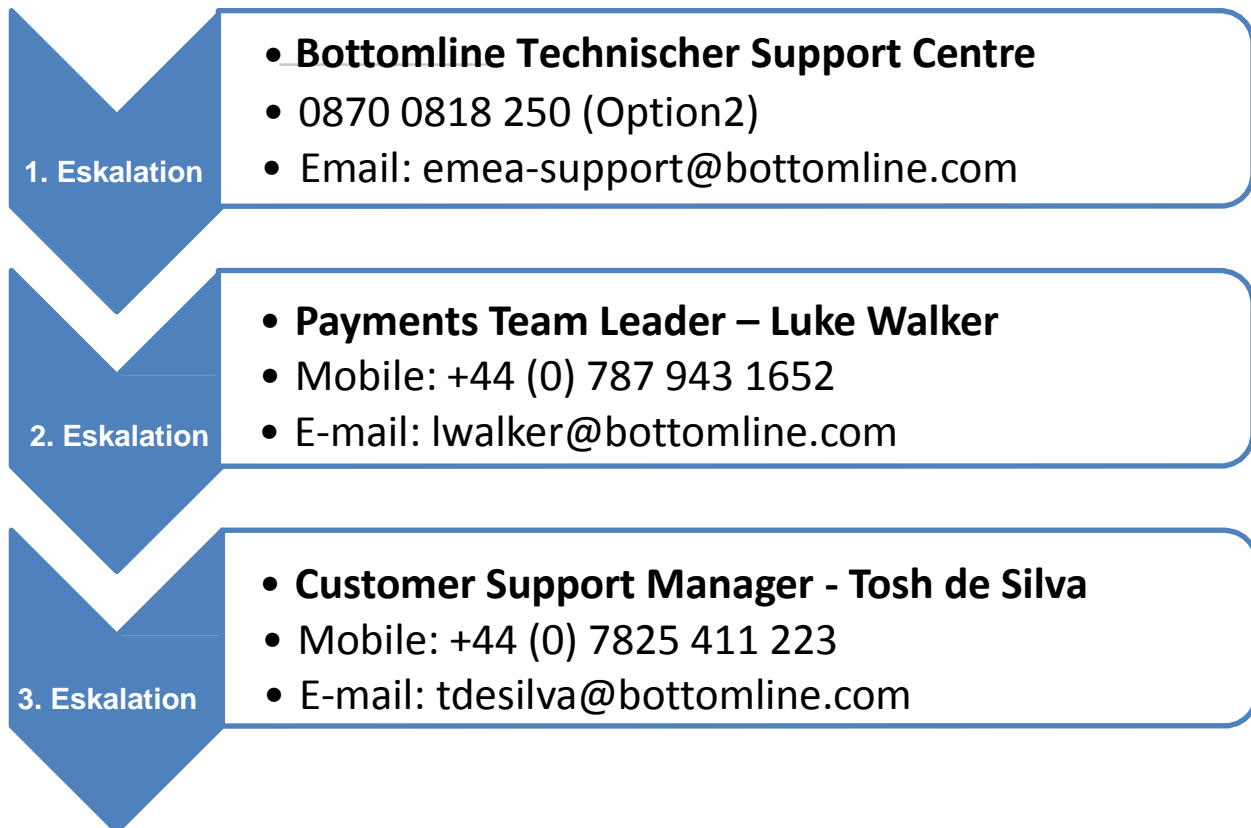 • Bottomline Technischer Support Centre
• 0870 0818 250 (Option2)
1. Eskalation
• Email: emea-support@bottomline.com
• Payments Team Leader – Luke Walker
• Mobile: +44 (0) 787 943 1652
2. Eskalation
• E-mail: lwalker@bottomline.com
• Customer Support Manager - Tosh de Silva
• Mobile: +44 (0) 7825 411 223
3. Eskalation
• E-mail: tdesilva@bottomline.com